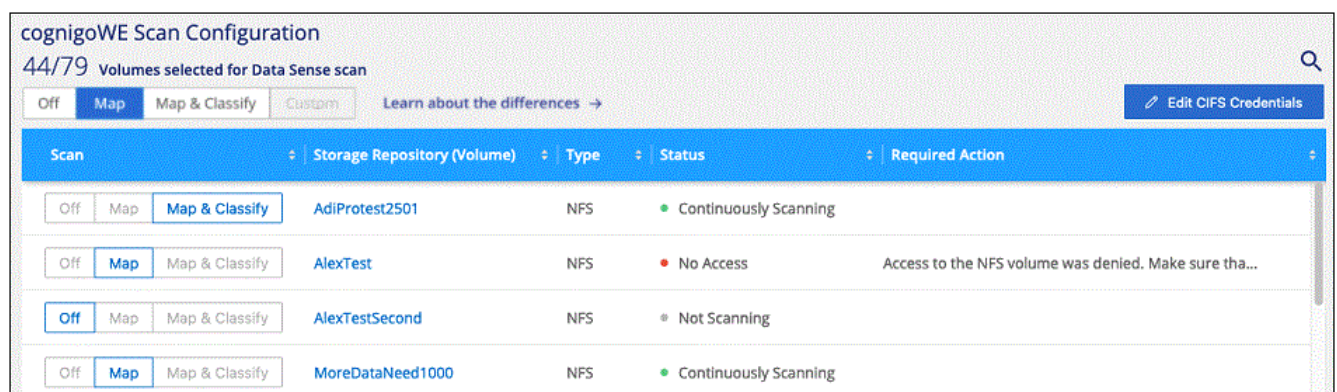 cognigoWE Scan Configuration
44/79 Volumes selected for Data Sense scan
Off Map Map & Classify Custom Learn about the differences → Edit CIFS Credentials
Scan Storage Repository (Volume) Type Status Required Action
Off Map Map & Classify AdiProtest2501 NFS Continuously Scanning
Off Map Map & Classify AlexTest NFS No Access Access to the NFS volume was denied. Make sure tha...
Off Map Map & Classify AlexTestSecond NFS Not Scanning
Off Map Map & Classify MoreDataNeed1000 NFS Continuously Scanning